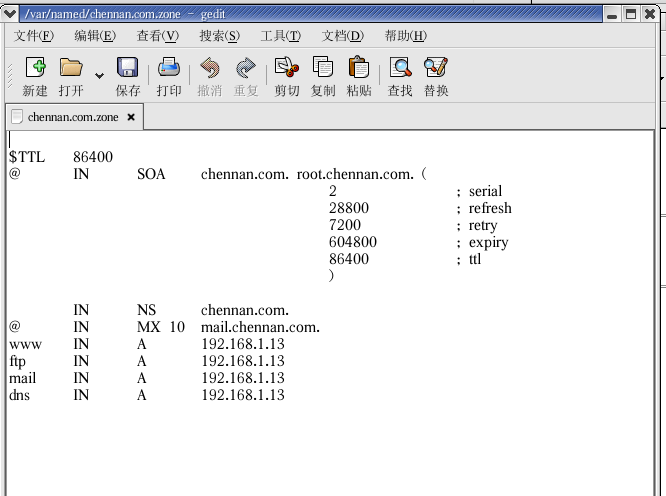 /var/named/chennan.com.zone - gedit
文件(F) 编辑(E) 查看(V) 搜索(S) 工具(T) 文档(D) 帮助(H)
新建 打开 保存 打印 撤消 重复 剪切 复制 粘贴 查找 替换
chennan.com.zone
$TTL 86400
@ IN SOA chennan.com. root.chennan.com. (
2 ; serial
28800 ; refresh
7200 ; retry
604800 ; expiry
86400 ; ttl
)
IN NS chennan.com.
@ IN MX 10 mail.chennan.com.
www IN A 192.168.1.13
ftp IN A 192.168.1.13
mail IN A 192.168.1.13
dns IN A 192.168.1.13